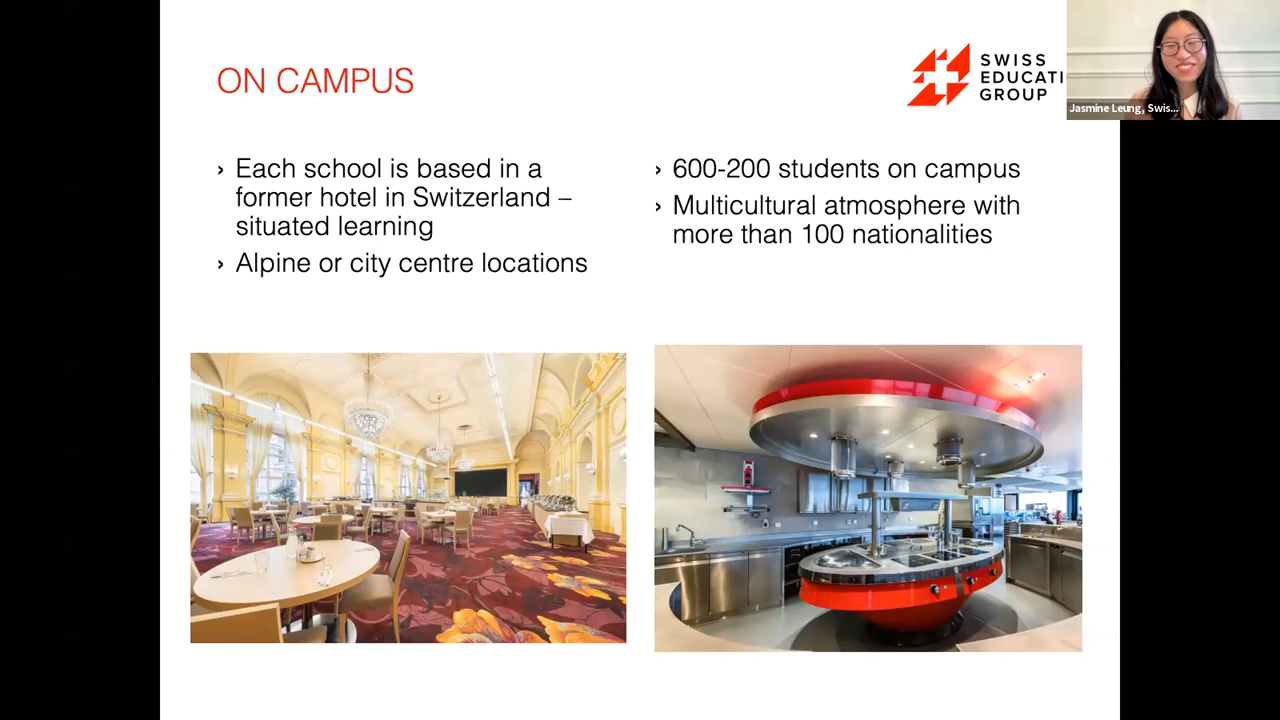 ON CAMPUS
SWISS
EDUCATI
GROUP
Jasmine Leung, Swis...
› Each school is based in a
former hotel in Switzerland –
situated learning
› Alpine or city centre locations
› 600-200 students on campus
› Multicultural atmosphere with
more than 100 nationalities